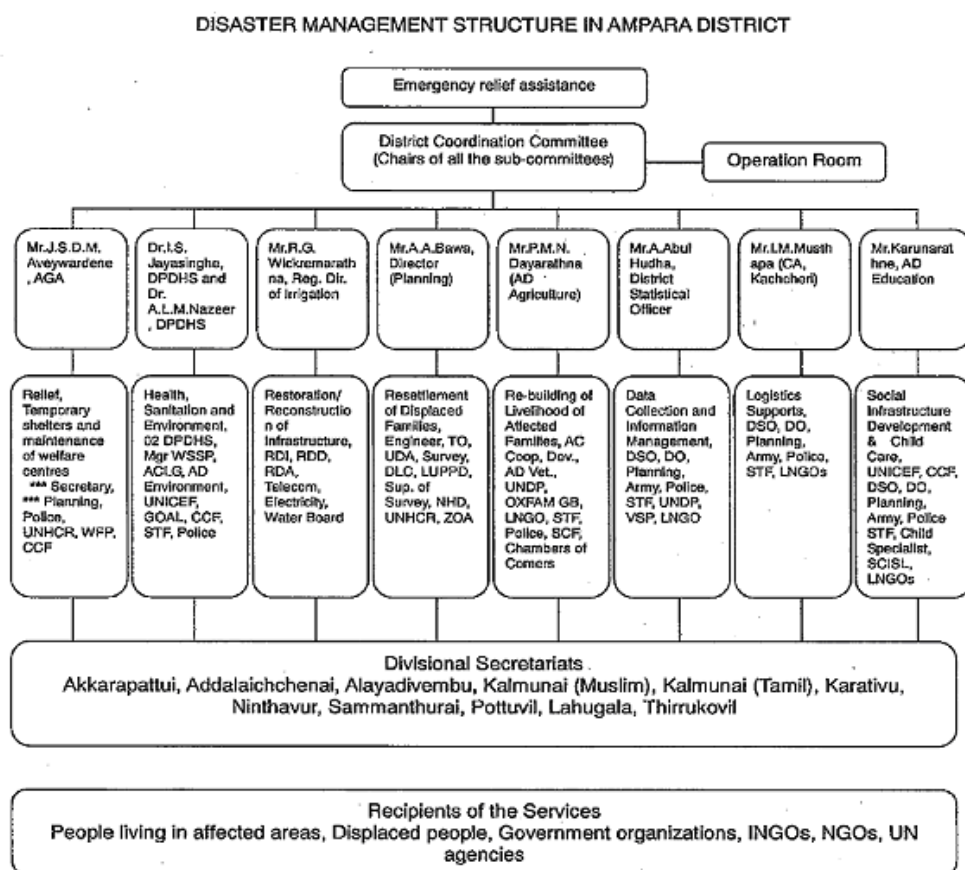 DISASTER MANAGEMENT STRUCTURE IN AMPARA DISTRICT
Emergency relief assistance
District Coordination Committee
(Chairs of all the sub-committees)
Operation Room
Mr.J.S.D.M.
Aveywardene
, AGA
Dr.I.S.
Jayasinghe,
DPDHS and
Dr.
A.L.M.Nazeer
, DPDHS
Mr.R.G.
Wickremarat
hna, Reg. Dir.
of Irrigation
Mr.A.A.Bawa,
Director
(Planning)
Mr.P.M.N.
Dayarathna
(AD
Agriculture)
Mr.A.Abul
Hudha,
District
Statistical
Officer
Mr.I.M.Musth
apa (CA,
Kachcheri)
Mr.Karunarat
hne, AD
Education
Relief,
Temporary
shelters and
maintenance
of welfare
centres
*** Secretary,
*** Planning,
Police,
UNHCR, WFP,
CCF
Health,
Sanitation and
Environment,
02 DPDHS,
Mgr WSSP,
ACLG, AD
Environment,
UNICEF,
GOAL, CCF,
STF, Police
Restoration/
Reconstructio
n of
Infrastructure,
RDI, RDD,
RDA,
Telecom,
Electricity,
Water Board
Resettlement
of Displaced
Families,
Engineer, TO,
UDA, Survey,
DLC, LUPPD,
Sup. of
Survey, NHD,
UNHCR, ZOA
Re-building of
Livelihood of
Affected
Families, AC
Coop, Dev.,
AD Vet.,
UNDP,
OXFAM GB,
LNGO, STF,
Police, SCF,
Chambers of
Comers
Data
Collection and
Information
Management,
DSO, DO,
Planning,
Army, Police,
STF, UNDP,
VSP, LNGO
Logistics
Supports,
DSO, DO,
Planning,
Army, Police,
STF, LNGOs
Social
Infrastructure
Development
& Child
Care,
UNICEF, CCF,
DSO, DO,
Planning,
Army, Police
STF, Child
Specialist,
SCISL,
LNGOs
Divisional Secretariats
Akkarapattui, Addalaichchenai, Alayadivembu, Kalmunai (Muslim), Kalmunai (Tamil), Karativu,
Ninthavur, Sammanthurai, Pottuvil, Lahugala, Thirrukovil
Recipients of the Services
People living in affected areas, Displaced people, Government organizations, INGOs, NGOs, UN
agencies